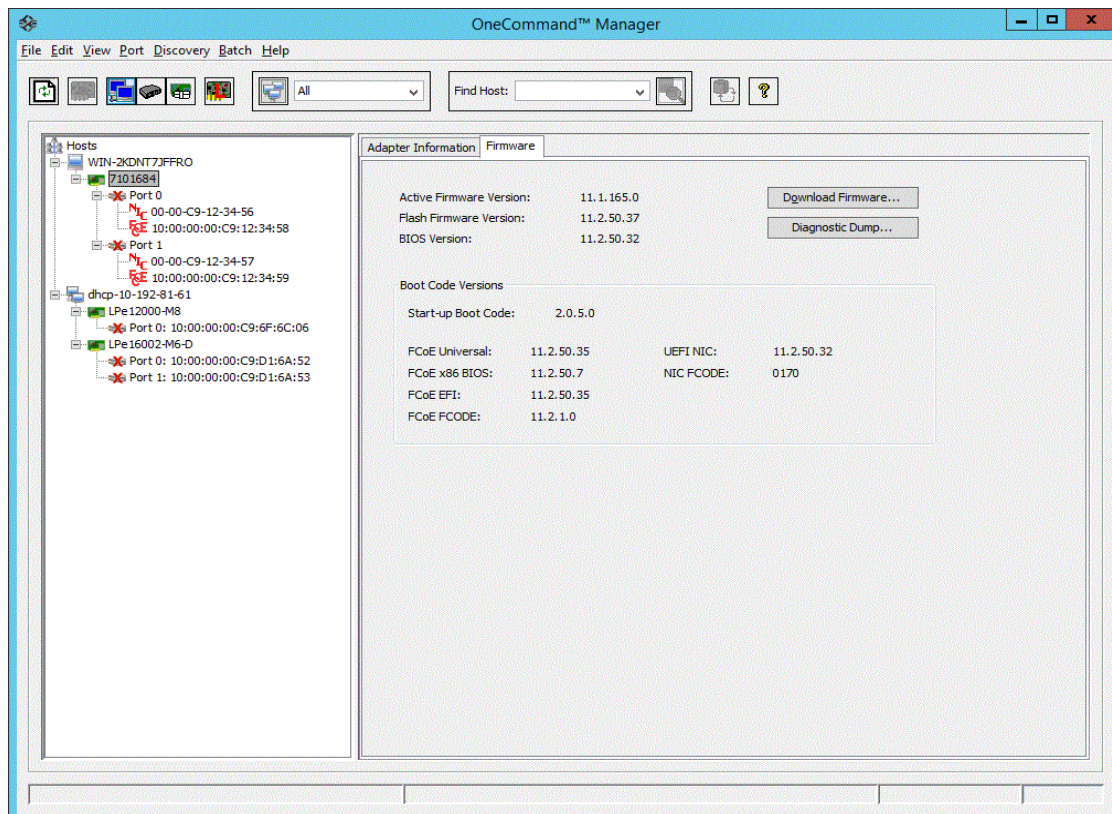 OneCommand™ Manager
File Edit View Port Discovery Batch Help
All
Find Host:
Hosts
WIN-2KDNT7JFFRO
7101684
Port 0
NIC 00-00-C9-12-34-56
FCoE 10:00:00:00:C9:12:34:58
Port 1
NIC 00-00-C9-12-34-57
FCoE 10:00:00:00:C9:12:34:59
dhcp-10-192-81-61
LPe12000-M8
Port 0: 10:00:00:00:C9:6F:6C:06
LPe16002-M6-D
Port 0: 10:00:00:00:C9:D1:6A:52
Port 1: 10:00:00:00:C9:D1:6A:53
Adapter Information Firmware
Active Firmware Version: 11.1.165.0 Download Firmware...
Flash Firmware Version: 11.2.50.37
BIOS Version: 11.2.50.32 Diagnostic Dump...
Boot Code Versions
Start-up Boot Code: 2.0.5.0
FCoE Universal: 11.2.50.35 UEFI NIC: 11.2.50.32
FCoE x86 BIOS: 11.2.50.7 NIC FCODE: 0170
FCoE EFI: 11.2.50.35
FCoE FCODE: 11.2.1.0